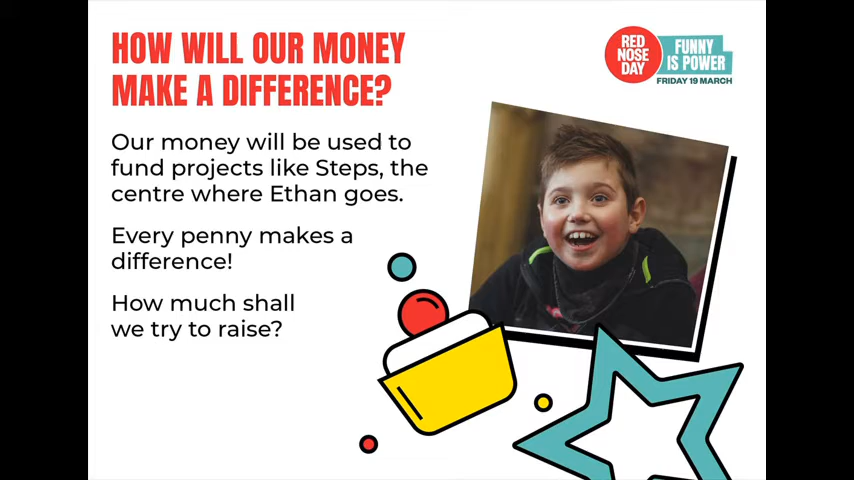 HOW WILL OUR MONEY
MAKE A DIFFERENCE?
RED
NOSE
DAY
FUNNY
IS POWER
FRIDAY 19 MARCH
Our money will be used to
fund projects like Steps, the
centre where Ethan goes.
Every penny makes a
difference!
How much shall
we try to raise?